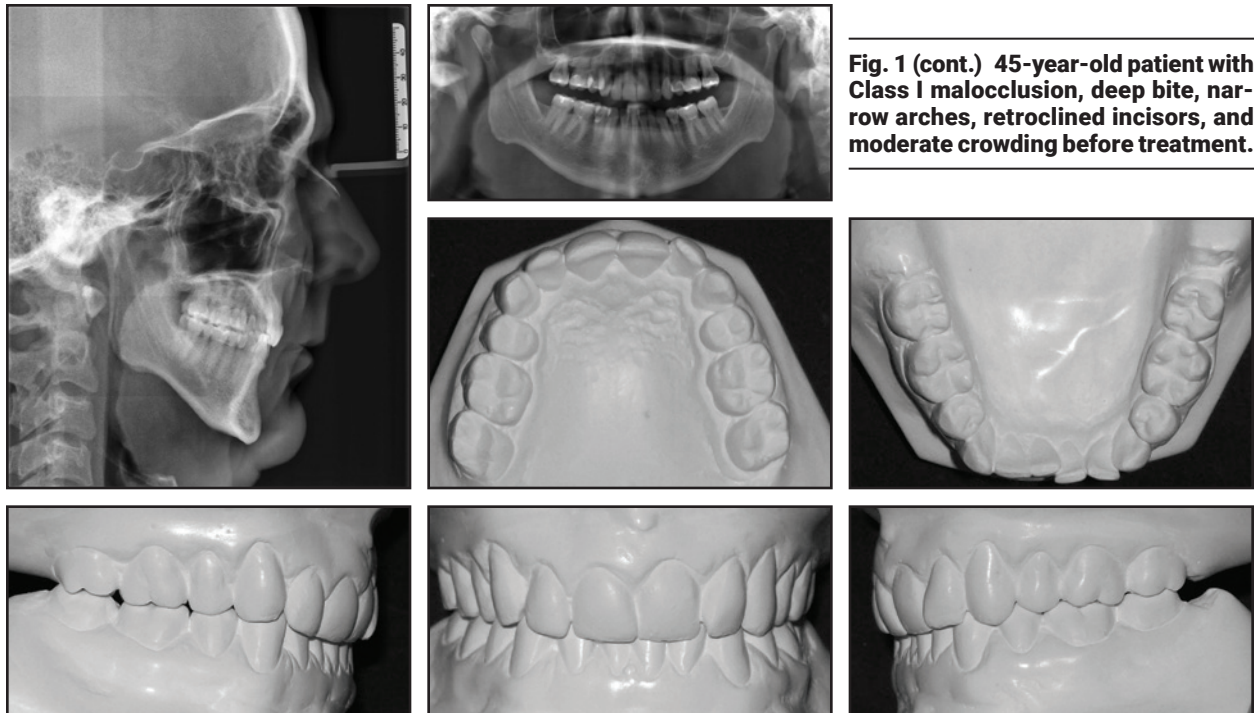 Fig. 1 (cont.) 45-year-old patient with
Class I malocclusion, deep bite, nar-
row arches, retroclined incisors, and
moderate crowding before treatment.